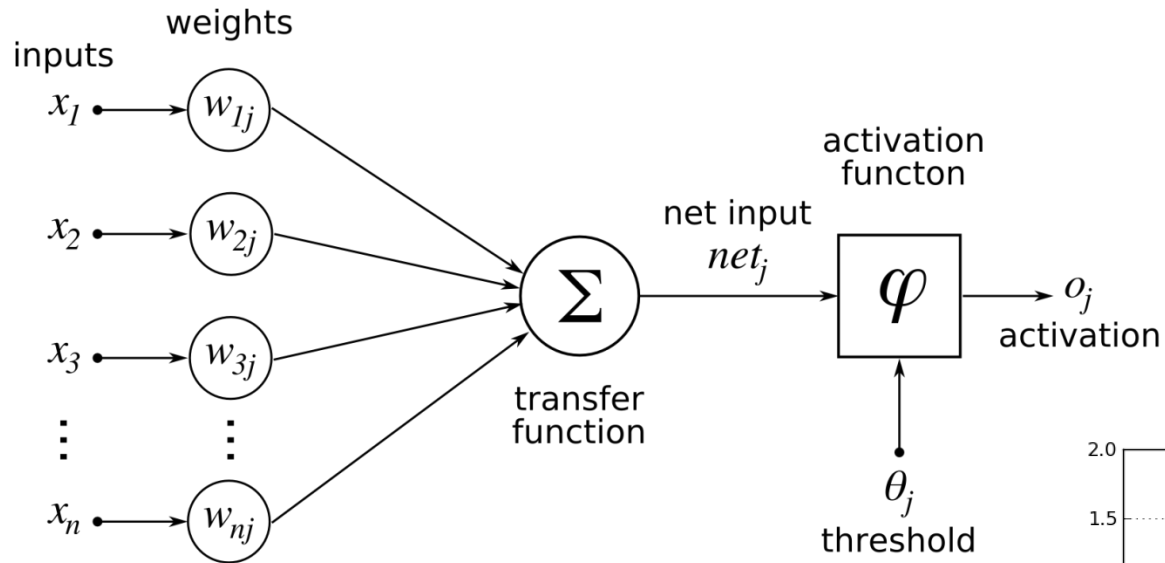 weights
inputs
x₁
w₁ⱼ
x₂
w₂ⱼ
x₃
w₃ⱼ
⋮
⋮
xₙ
wₙⱼ
Σ
transfer
function
net input
netⱼ
activation
functon
φ
oⱼ
activation
θⱼ
threshold
2.0
1.5